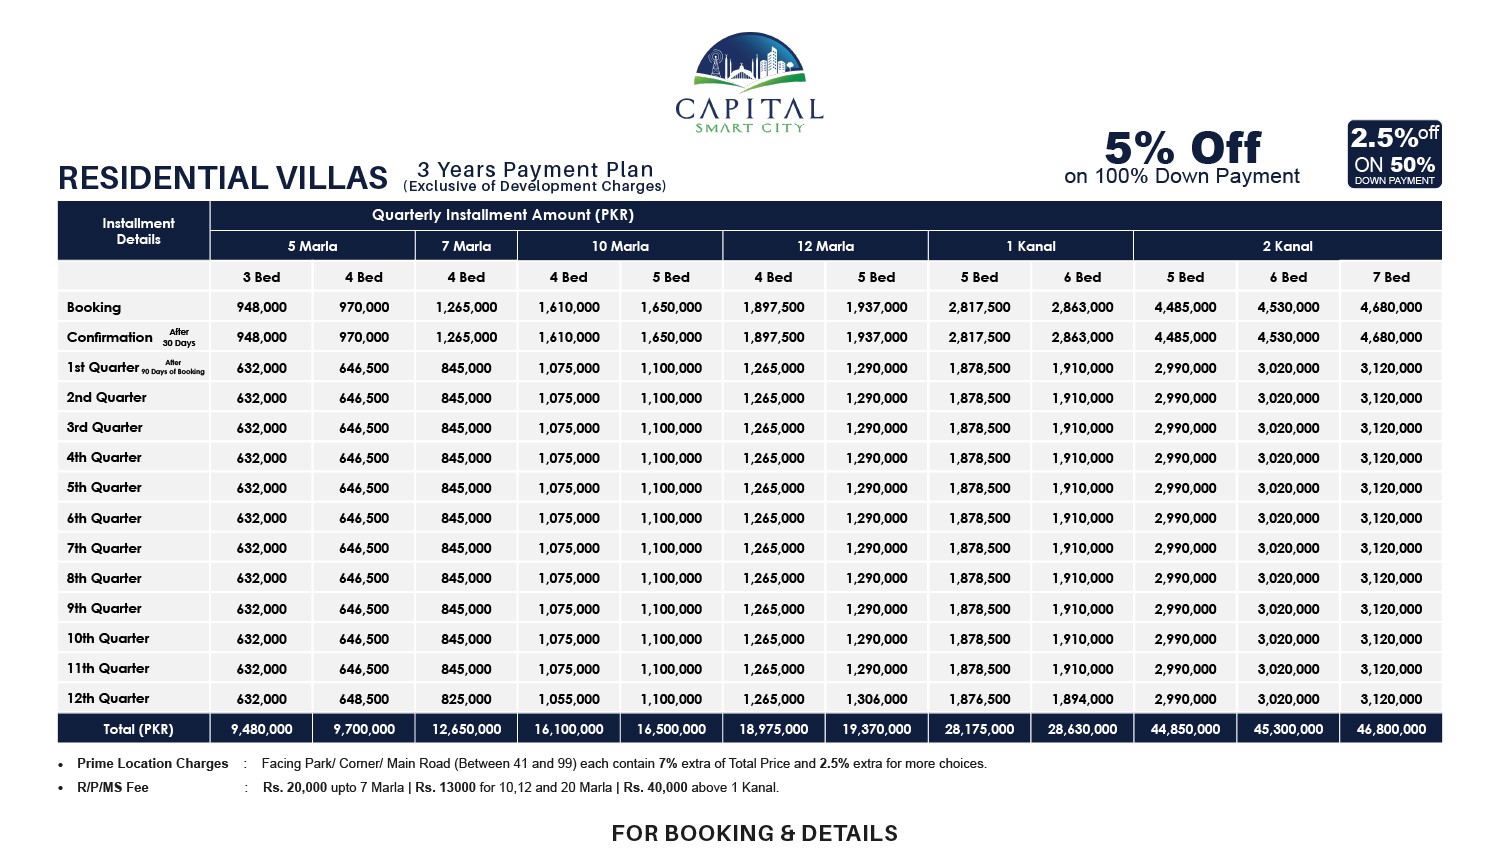 CAPITAL
SMART CITY
RESIDENTIAL VILLAS
3 Years Payment Plan
(Exclusive of Development Charges)
5% Off
on 100% Down Payment
2.5%off
ON 50%
DOWN PAYMENT
Installment Details Quarterly Installment Amount (PKR)
5 Marla 7 Marla 10 Marla 12 Marla 1 Kanal 2 Kanal
3 Bed 4 Bed 4 Bed 4 Bed 5 Bed 4 Bed 5 Bed 5 Bed 6 Bed 5 Bed 6 Bed 7 Bed
Booking 948,000 970,000 1,265,000 1,610,000 1,650,000 1,897,500 1,937,000 2,817,500 2,863,000 4,485,000 4,530,000 4,680,000
Confirmation After 30 Days 948,000 970,000 1,265,000 1,610,000 1,650,000 1,897,500 1,937,000 2,817,500 2,863,000 4,485,000 4,530,000 4,680,000
1st Quarter After 90 Days of Booking 632,000 646,500 845,000 1,075,000 1,100,000 1,265,000 1,290,000 1,878,500 1,910,000 2,990,000 3,020,000 3,120,000
2nd Quarter 632,000 646,500 845,000 1,075,000 1,100,000 1,265,000 1,290,000 1,878,500 1,910,000 2,990,000 3,020,000 3,120,000
3rd Quarter 632,000 646,500 845,000 1,075,000 1,100,000 1,265,000 1,290,000 1,878,500 1,910,000 2,990,000 3,020,000 3,120,000
4th Quarter 632,000 646,500 845,000 1,075,000 1,100,000 1,265,000 1,290,000 1,878,500 1,910,000 2,990,000 3,020,000 3,120,000
5th Quarter 632,000 646,500 845,000 1,075,000 1,100,000 1,265,000 1,290,000 1,878,500 1,910,000 2,990,000 3,020,000 3,120,000
6th Quarter 632,000 646,500 845,000 1,075,000 1,100,000 1,265,000 1,290,000 1,878,500 1,910,000 2,990,000 3,020,000 3,120,000
7th Quarter 632,000 646,500 845,000 1,075,000 1,100,000 1,265,000 1,290,000 1,878,500 1,910,000 2,990,000 3,020,000 3,120,000
8th Quarter 632,000 646,500 845,000 1,075,000 1,100,000 1,265,000 1,290,000 1,878,500 1,910,000 2,990,000 3,020,000 3,120,000
9th Quarter 632,000 646,500 845,000 1,075,000 1,100,000 1,265,000 1,290,000 1,878,500 1,910,000 2,990,000 3,020,000 3,120,000
10th Quarter 632,000 646,500 845,000 1,075,000 1,100,000 1,265,000 1,290,000 1,878,500 1,910,000 2,990,000 3,020,000 3,120,000
11th Quarter 632,000 646,500 845,000 1,075,000 1,100,000 1,265,000 1,290,000 1,878,500 1,910,000 2,990,000 3,020,000 3,120,000
12th Quarter 632,000 648,500 825,000 1,055,000 1,100,000 1,265,000 1,306,000 1,876,500 1,894,000 2,990,000 3,020,000 3,120,000
Total (PKR) 9,480,000 9,700,000 12,650,000 16,100,000 16,500,000 18,975,000 19,370,000 28,175,000 28,630,000 44,850,000 45,300,000 46,800,000
• Prime Location Charges : Facing Park/ Corner/ Main Road (Between 41 and 99) each contain 7% extra of Total Price and 2.5% extra for more choices.
• R/P/MS Fee : Rs. 20,000 upto 7 Marla | Rs. 13000 for 10,12 and 20 Marla | Rs. 40,000 above 1 Kanal.
FOR BOOKING & DETAILS